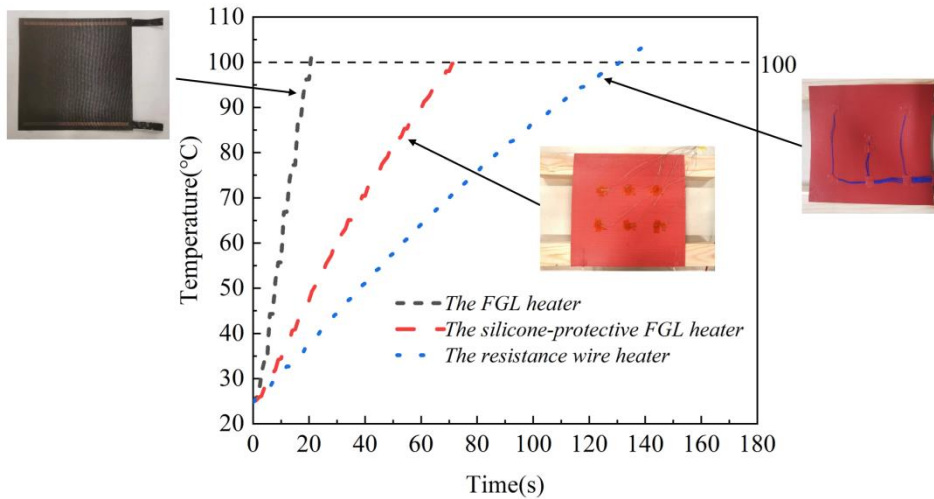 110
100
90
80
70
60
50
40
30
20
Temperature(℃)
100
The FGL heater
The silicone-protective FGL heater
The resistance wire heater
0 20 40 60 80 100 120 140 160 180
Time(s)